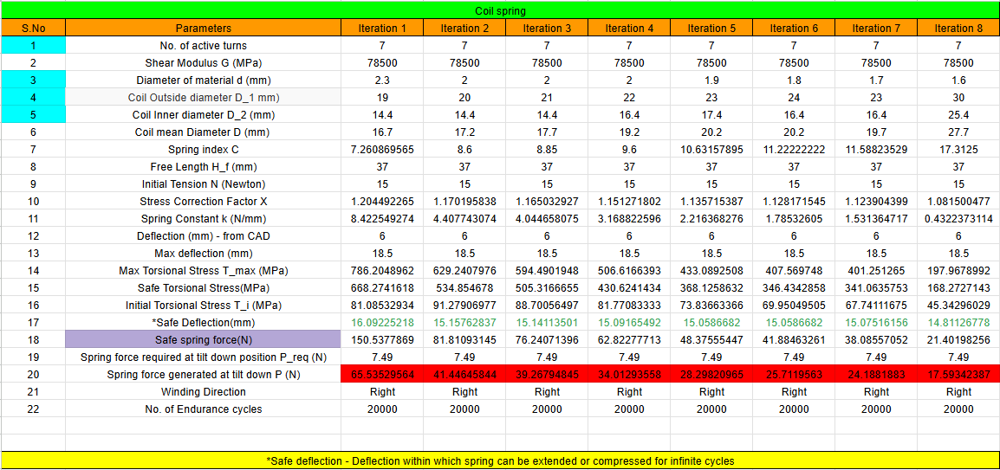 Coil spring
S.No Parameters Iteration 1 Iteration 2 Iteration 3 Iteration 4 Iteration 5 Iteration 6 Iteration 7 Iteration 8
1 No. of active turns 7 7 7 7 7 7 7 7
2 Shear Modulus G (MPa) 78500 78500 78500 78500 78500 78500 78500 78500
3 Diameter of material d (mm) 2.3 2 2 2 1.9 1.8 1.7 1.6
4 Coil Outside diameter D_1 mm) 19 20 21 22 23 24 23 30
5 Coil Inner diameter D_2 (mm) 14.4 14.4 14.4 16.4 17.4 16.4 16.4 25.4
6 Coil mean Diameter D (mm) 16.7 17.2 17.7 19.2 20.2 20.2 19.7 27.7
7 Spring index C 7.260869565 8.6 8.85 9.6 10.63157895 11.22222222 11.58823529 17.3125
8 Free Length H_f (mm) 37 37 37 37 37 37 37 37
9 Initial Tension N (Newton) 15 15 15 15 15 15 15 15
10 Stress Correction Factor X 1.204492265 1.170195838 1.165032927 1.151271802 1.135715387 1.128171545 1.123904399 1.081500477
11 Spring Constant k (N/mm) 8.422549274 4.407743074 4.044658075 3.168822596 2.216368276 1.78532605 1.531364717 0.4322373114
12 Deflection (mm) - from CAD 6 6 6 6 6 6 6 6
13 Max deflection (mm) 18.5 18.5 18.5 18.5 18.5 18.5 18.5 18.5
14 Max Torsional Stress T_max (MPa) 786.2048962 629.2407976 594.4901948 506.6166393 433.0892508 407.569748 401.251265 197.9678992
15 Safe Torsional Stress(MPa) 668.2741618 534.854678 505.3166655 430.6241434 368.1258632 346.4342858 341.0635753 168.2727143
16 Initial Torsional Stress T_i (MPa) 81.08532934 91.27906977 88.70056497 81.77083333 73.83663366 69.95049505 67.74111675 45.34296029
17 *Safe Deflection(mm) 16.09225218 15.15762837 15.14113501 15.09165492 15.0586682 15.0586682 15.07516156 14.81126778
18 Safe spring force(N) 150.5377869 81.81093145 76.24071396 62.82277713 48.37555447 41.88463261 38.08557052 21.40198256
19 Spring force required at tilt down position P_req (N) 7.49 7.49 7.49 7.49 7.49 7.49 7.49 7.49
20 Spring force generated at tilt down P (N) 65.53529564 41.44645844 39.26794845 34.01293558 28.29820965 25.7119563 24.1881883 17.59342387
21 Winding Direction Right Right Right Right Right Right Right Right
22 No. of Endurance cycles 20000 20000 20000 20000 20000 20000 20000 20000
*Safe deflection - Deflection within which spring can be extended or compressed for infinite cycles